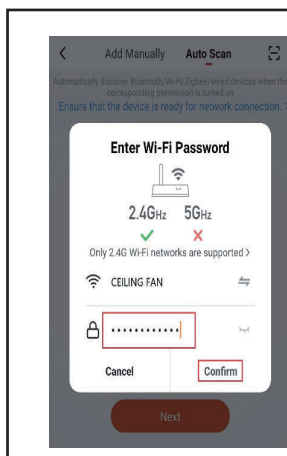 Add Manually Auto Scan
Automatically discover Bluetooth/Wi-Fi/Zigbee/wired devices when the
corresponding permission is turned on
Ensure that the device is ready for network connection.
Enter Wi-Fi Password
2.4GHz 5GHz
Only 2.4G Wi-Fi networks are supported >
CEILING FAN
Cancel Confirm
Next